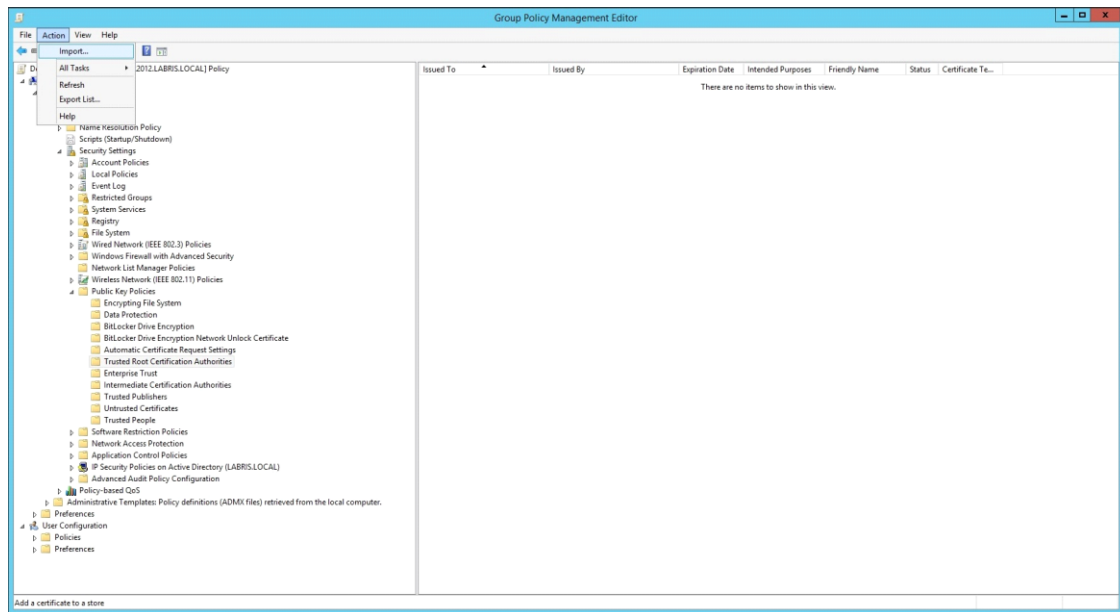 Group Policy Management Editor
File Action View Help
Import...
All Tasks
Refresh
Export List...
Help
2012.LABRIS.LOCAL] Policy
Name Resolution Policy
Scripts (Startup/Shutdown)
Security Settings
Account Policies
Local Policies
Event Log
Restricted Groups
System Services
Registry
File System
Wired Network (IEEE 802.3) Policies
Windows Firewall with Advanced Security
Network List Manager Policies
Wireless Network (IEEE 802.11) Policies
Public Key Policies
Encrypting File System
Data Protection
BitLocker Drive Encryption
BitLocker Drive Encryption Network Unlock Certificate
Automatic Certificate Request Settings
Trusted Root Certification Authorities
Enterprise Trust
Intermediate Certification Authorities
Trusted Publishers
Untrusted Certificates
Trusted People
Software Restriction Policies
Network Access Protection
Application Control Policies
IP Security Policies on Active Directory (LABRIS.LOCAL)
Advanced Audit Policy Configuration
Policy-based QoS
Administrative Templates: Policy definitions (ADMX files) retrieved from the local computer.
Preferences
User Configuration
Policies
Preferences
Issued To Issued By Expiration Date Intended Purposes Friendly Name Status Certificate Te...
There are no items to show in this view.
Add a certificate to a store